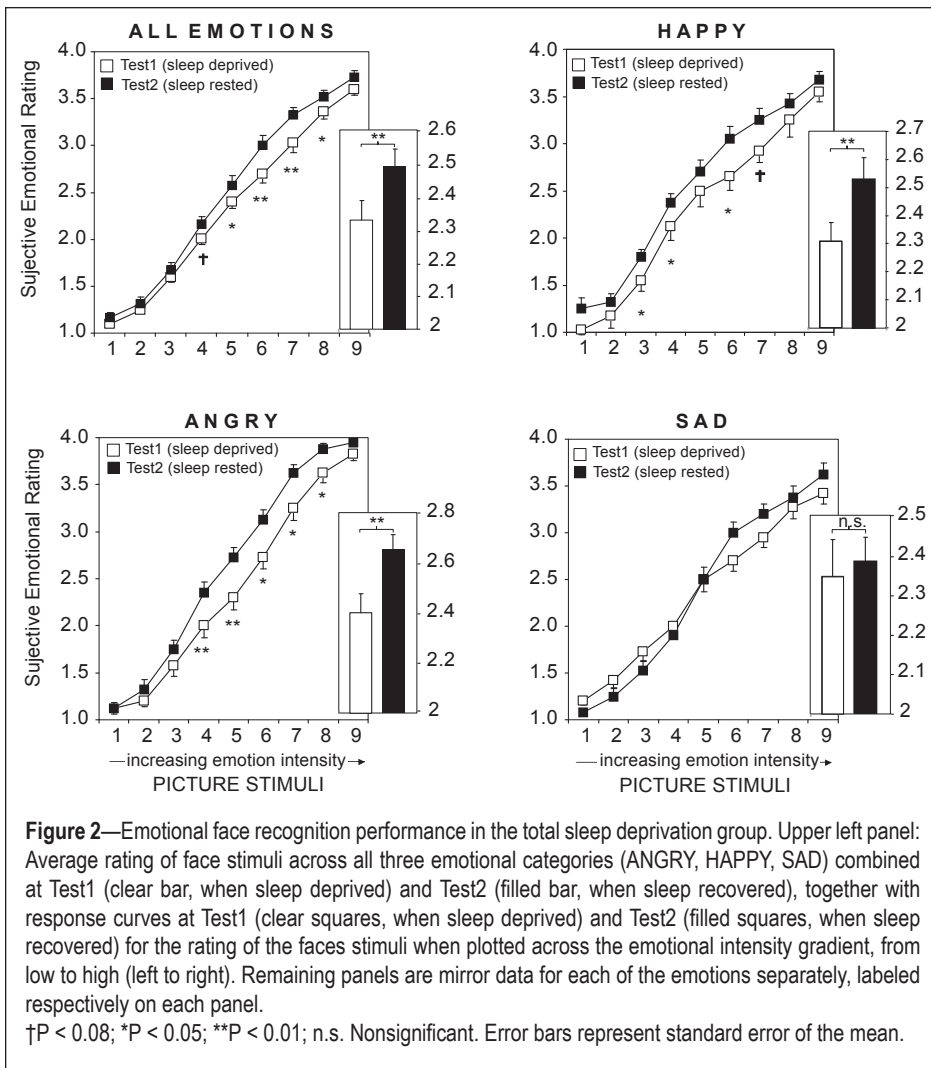 ALL EMOTIONS
4.0
3.5
3.0
2.5
2.0
1.5
1.0
Sujective Emotional Rating
Test1 (sleep deprived)
Test2 (sleep rested)
†
*
**
**
*
1 2 3 4 5 6 7 8 9
**
2.6
2.5
2.4
2.3
2.2
2.1
2
HAPPY
4.0
3.5
3.0
2.5
2.0
1.5
1.0
Test1 (sleep deprived)
Test2 (sleep rested)
*
*
*
†
1 2 3 4 5 6 7 8 9
**
2.7
2.6
2.5
2.4
2.3
2.2
2.1
2
ANGRY
4.0
3.5
3.0
2.5
2.0
1.5
1.0
Sujective Emotional Rating
Test1 (sleep deprived)
Test2 (sleep rested)
**
**
*
*
*
1 2 3 4 5 6 7 8 9
—increasing emotion intensity→
PICTURE STIMULI
**
2.8
2.6
2.4
2.2
2
SAD
4.0
3.5
3.0
2.5
2.0
1.5
1.0
Test1 (sleep deprived)
Test2 (sleep rested)
1 2 3 4 5 6 7 8 9
—increasing emotion intensity→
PICTURE STIMULI
n.s.
2.5
2.4
2.3
2.2
2.1
2
Figure 2—Emotional face recognition performance in the total sleep deprivation group. Upper left panel:
Average rating of face stimuli across all three emotional categories (ANGRY, HAPPY, SAD) combined
at Test1 (clear bar, when sleep deprived) and Test2 (filled bar, when sleep recovered), together with
response curves at Test1 (clear squares, when sleep deprived) and Test2 (filled squares, when sleep
recovered) for the rating of the faces stimuli when plotted across the emotional intensity gradient, from
low to high (left to right). Remaining panels are mirror data for each of the emotions separately, labeled
respectively on each panel.
†P < 0.08; *P < 0.05; **P < 0.01; n.s. Nonsignificant. Error bars represent standard error of the mean.